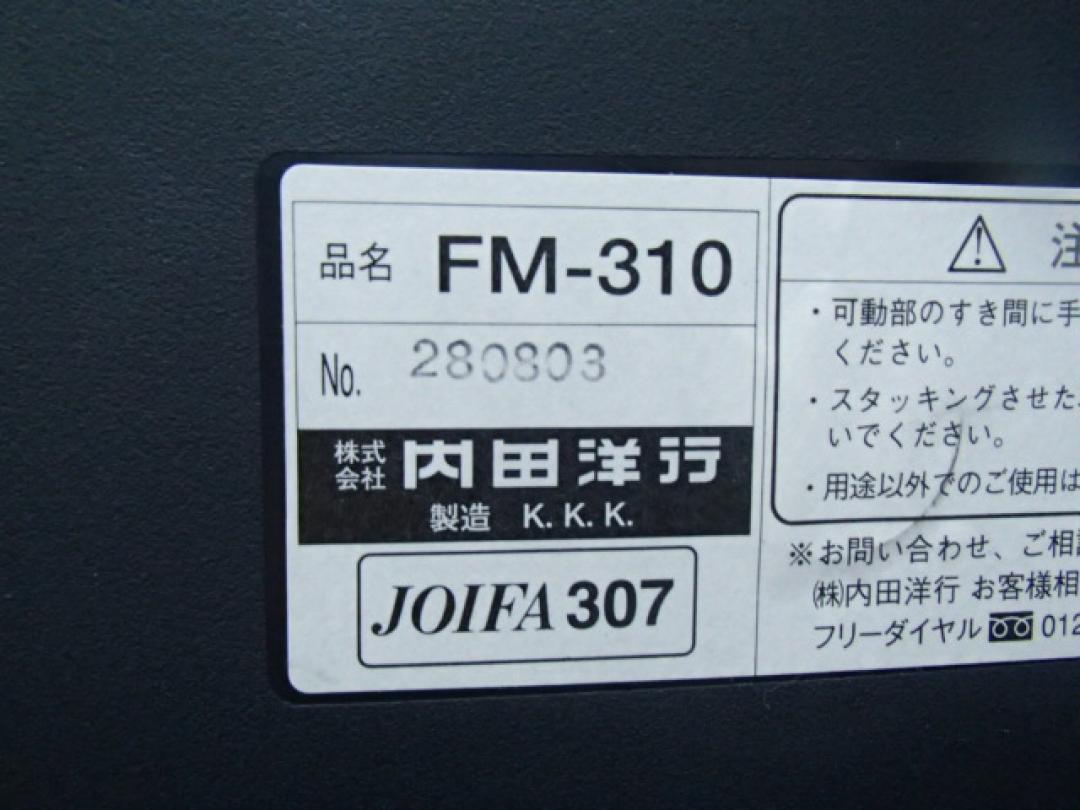 品名 FM-310
No. 280803
株式会社 内田洋行
製造 K. K. K.
JOIFA 307
注
・可動部のすき間に手
ください。
・スタッキングさせた
いでください。
・用途以外でのご使用は
※お問い合わせ、ご相談
㈱内田洋行 お客様相
フリーダイヤル 012